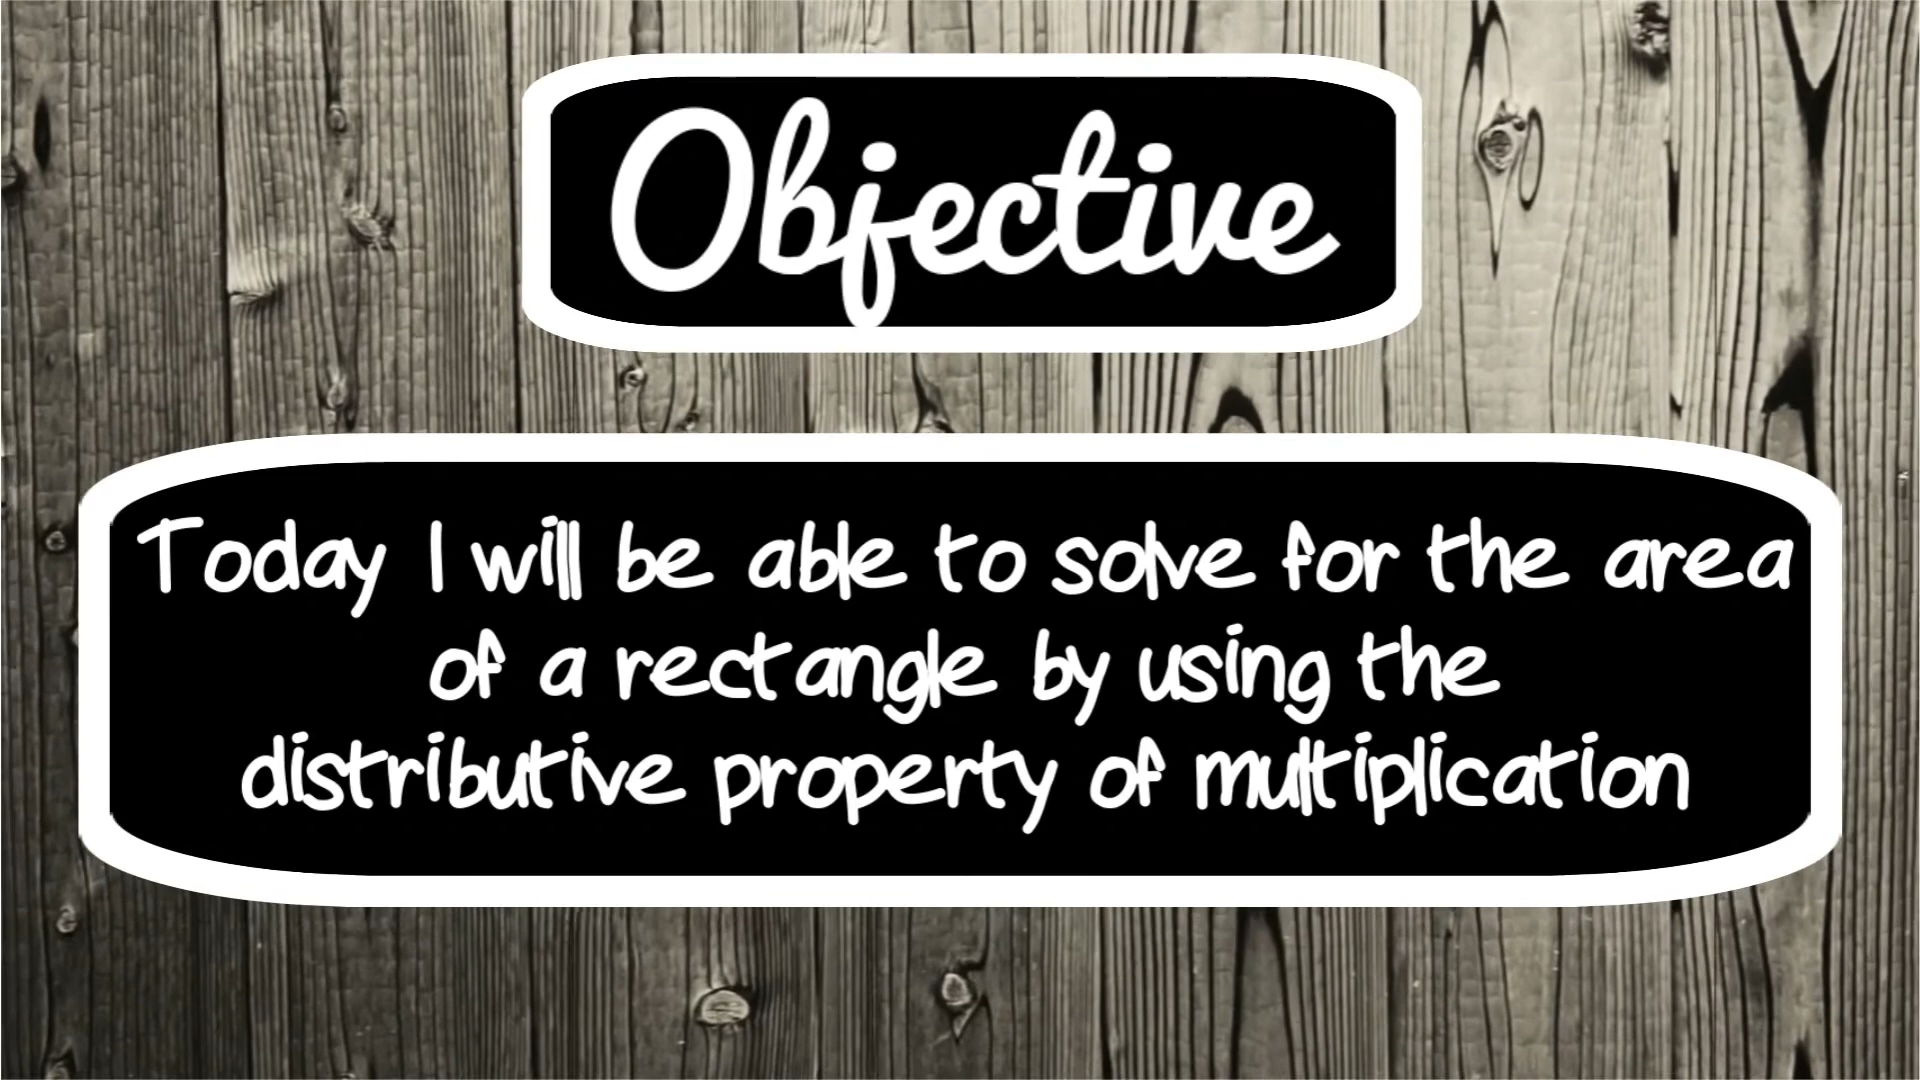 Objective
Today I will be able to solve for the area
of a rectangle by using the
distributive property of multiplication